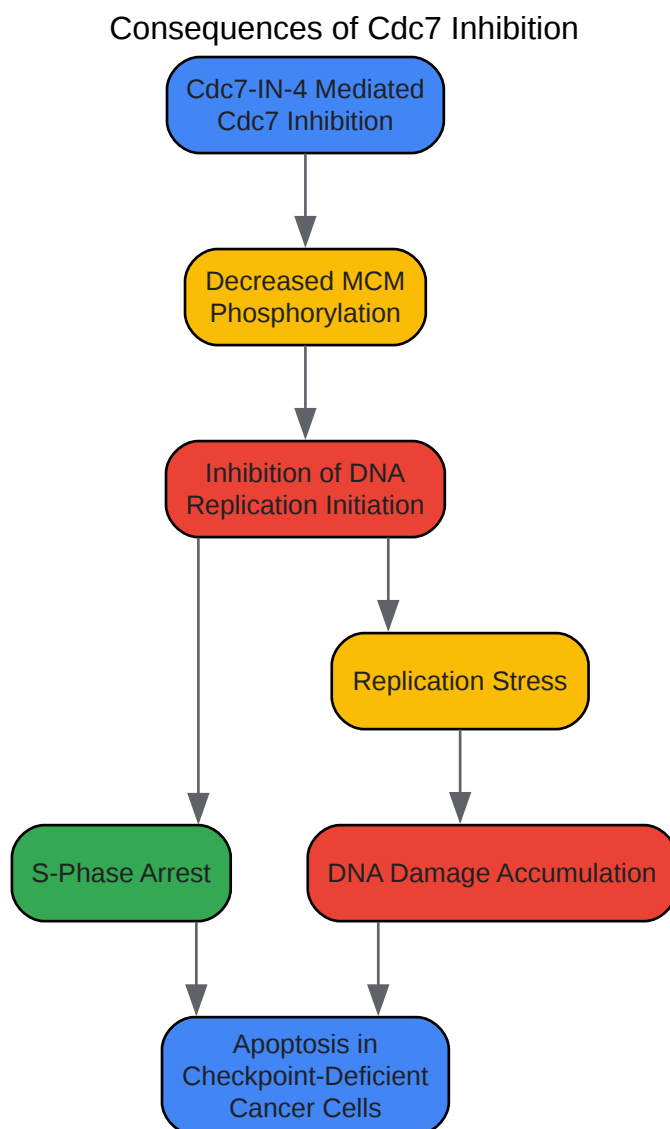 Consequences of Cdc7 Inhibition
Cdc7-IN-4 Mediated
Cdc7 Inhibition
Decreased MCM
Phosphorylation
Inhibition of DNA
Replication Initiation
Replication Stress
S-Phase Arrest
DNA Damage Accumulation
Apoptosis in
Checkpoint-Deficient
Cancer Cells